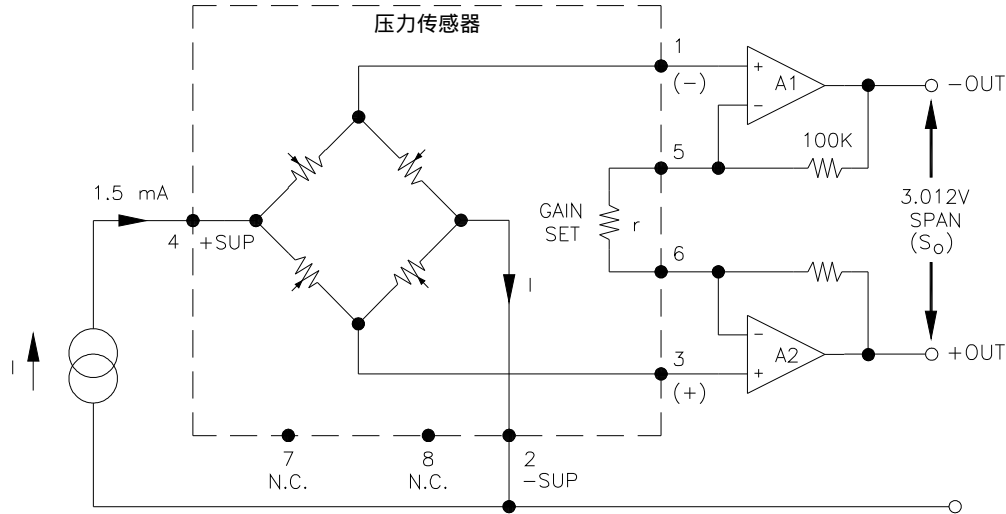 压力传感器
1
(-)
+
A1
-
-OUT
100K
5
1.5 mA
GAIN
SET
r
3.012V
SPAN
(So)
4
+SUP
6
I
I
-
A2
+
+OUT
3
(+)
7
N.C.
8
N.C.
2
-SUP